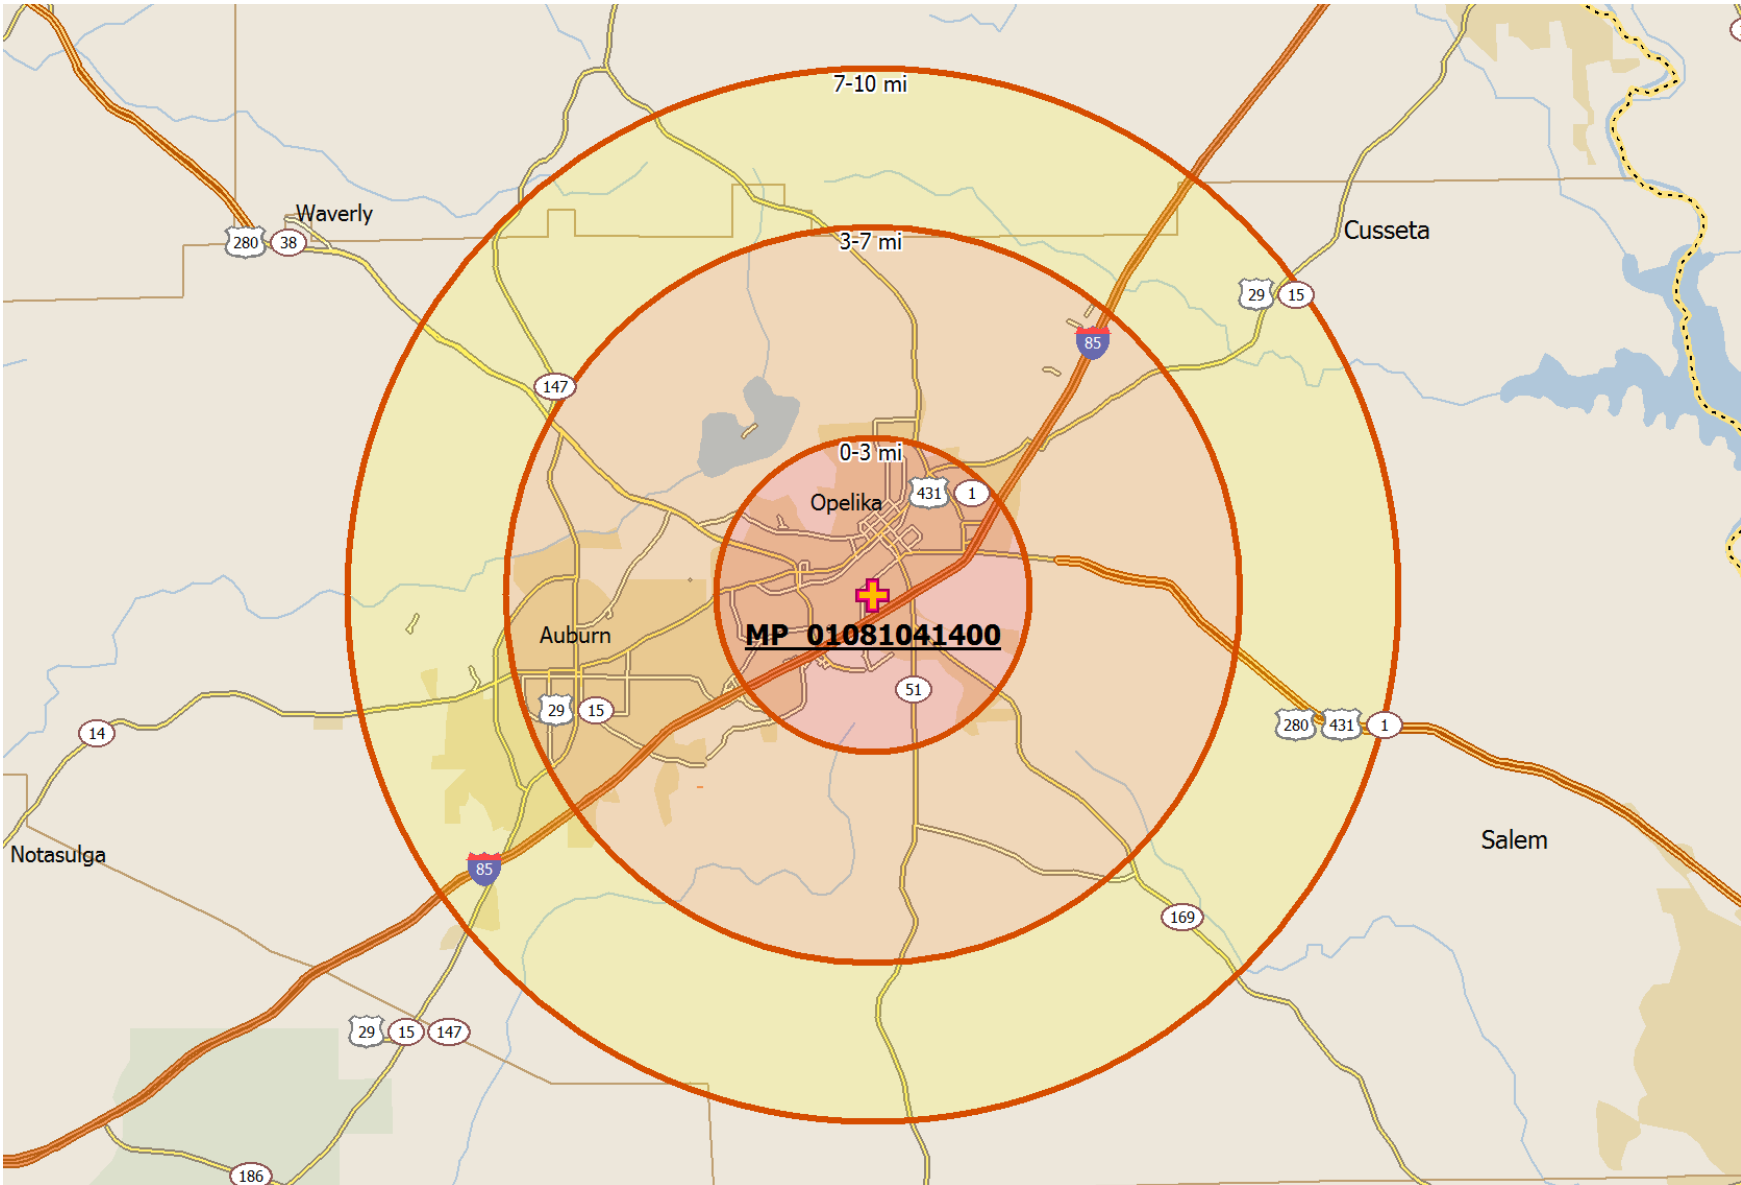 7-10 mi
Waverly
280 38
Cusseta
3-7 mi
29 15
85
147
0-3 mi
Opelika 431 1
Auburn
MP 01081041400
51
29 15
14
280 431 1
Notasulga
Salem
85
169
29 15 147
186